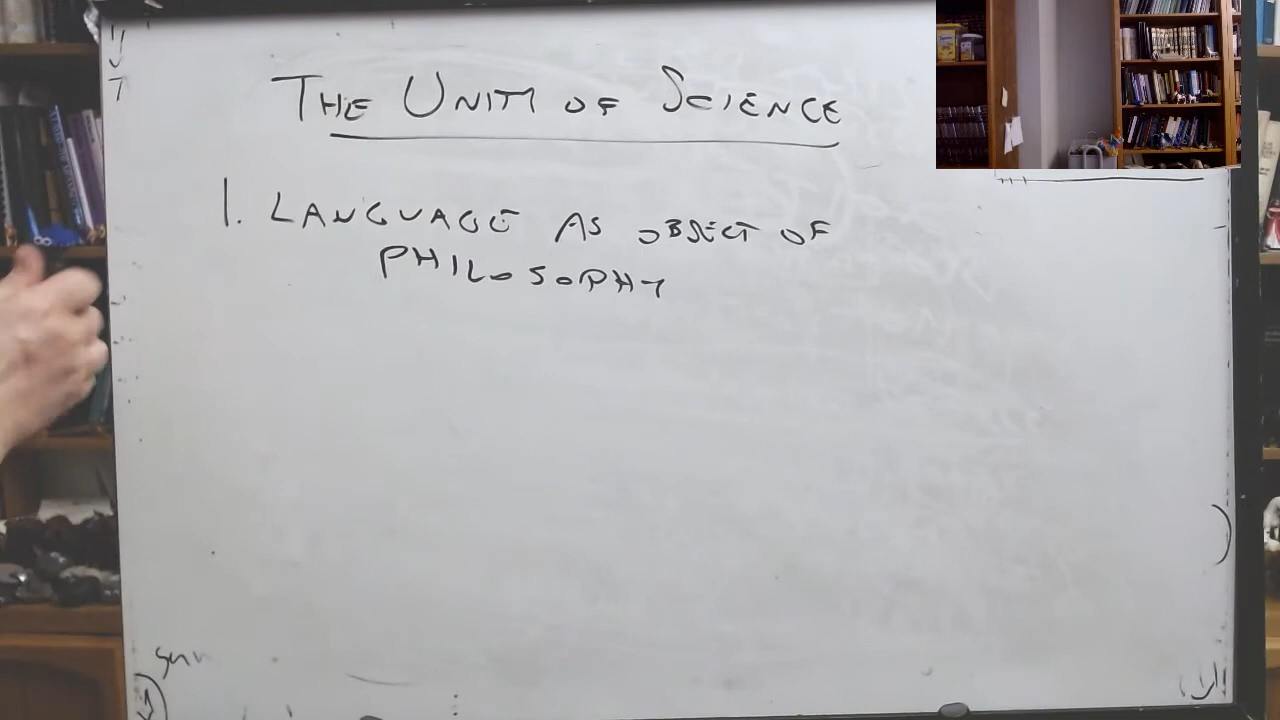 THE UNITY OF SCIENCE
1. LANGUAGE AS OBJECT OF
PHILOSOPHY